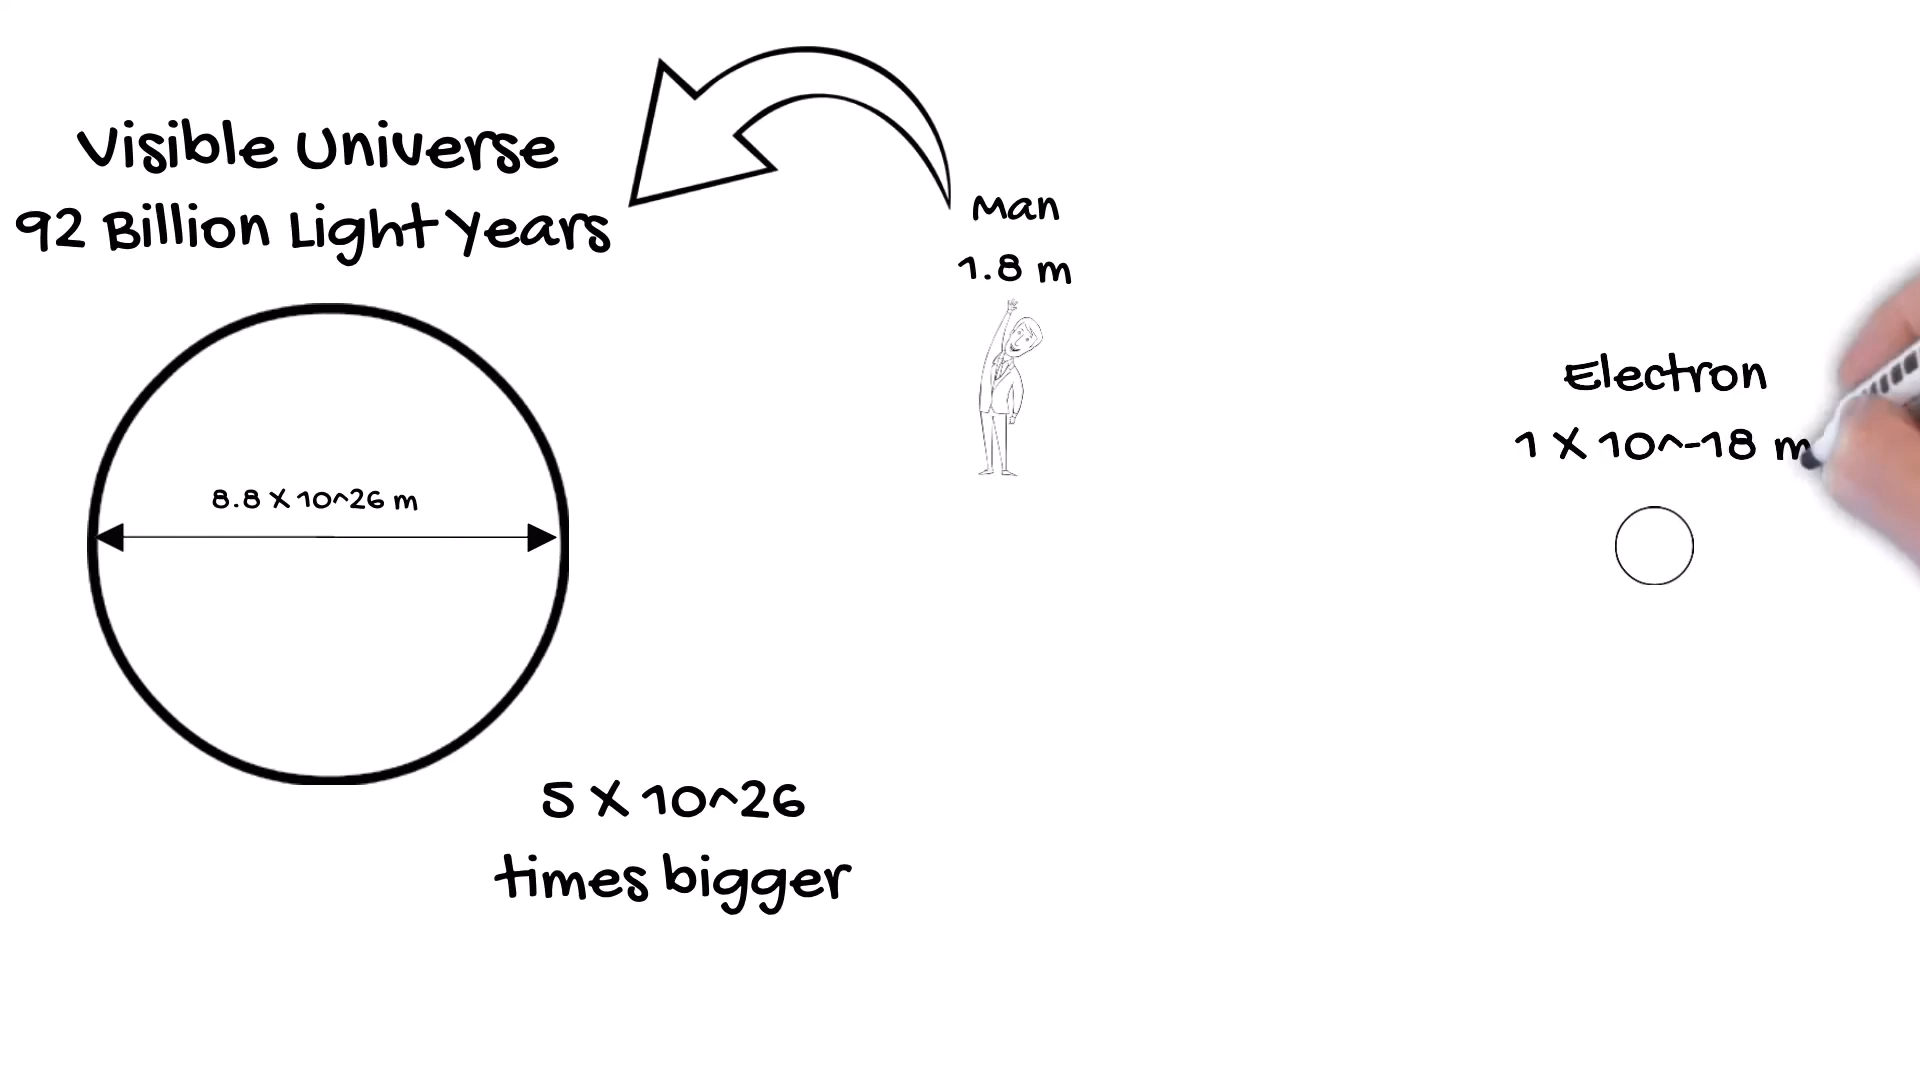 Visible Universe
92 Billion Light Years
8.8 X 10^26 m
5 X 10^26
times bigger
Man
1.8 m
Electron
1 X 10^-18 m